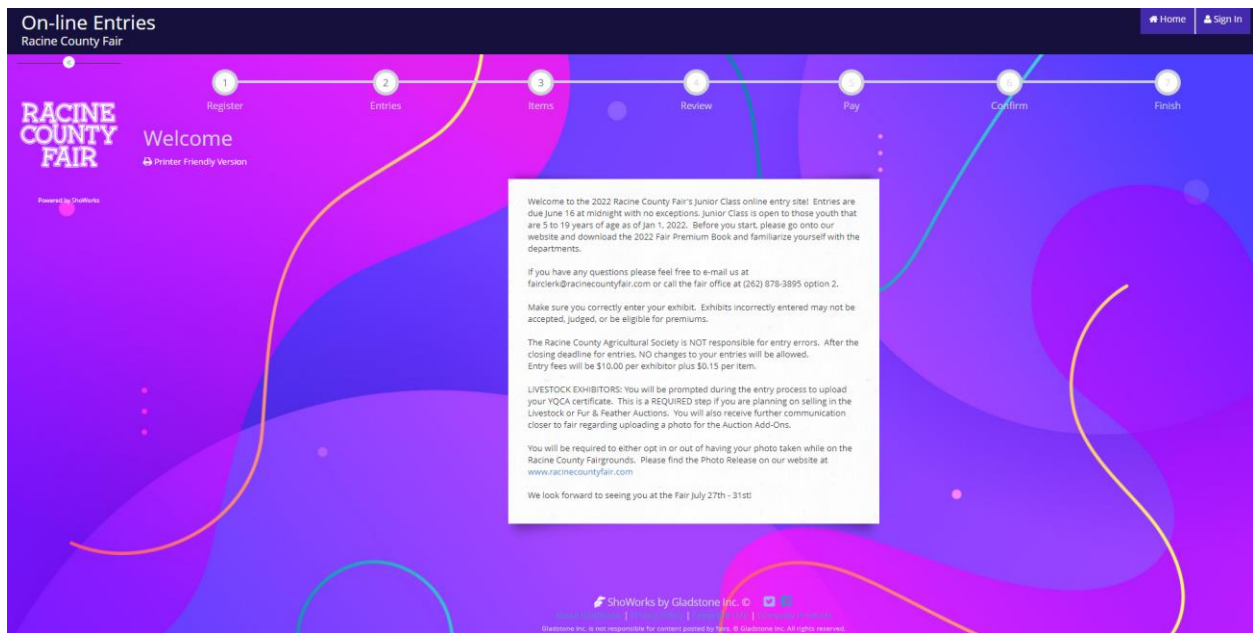 On-line Entries
Racine County Fair
Home
Sign In
1
2
3
4
5
6
7
Register
Entries
Items
Review
Pay
Confirm
Finish
RACINE
COUNTY
FAIR
Powered by ShoWorks
Welcome
Printer Friendly Version
Welcome to the 2022 Racine County Fair's Junior Class online entry site! Entries are
due June 16 at midnight with no exceptions. Junior Class is open to those youth that
are 5 to 19 years of age as of Jan 1, 2022. Before you start, please go onto our
website and download the 2022 Fair Premium Book and familiarize yourself with the
departments.
If you have any questions please feel free to e-mail us at
fairclerk@racinecountyfair.com or call the fair office at (262) 878-3895 option 2.
Make sure you correctly enter your exhibit. Exhibits incorrectly entered may not be
accepted, judged, or be eligible for premiums.
The Racine County Agricultural Society is NOT responsible for entry errors. After the
closing deadline for entries, NO changes to your entries will be allowed.
Entry fees will be $10.00 per exhibitor plus $0.15 per item.
LIVESTOCK EXHIBITORS: You will be prompted during the entry process to upload
your YQCA certificate. This is a REQUIRED step if you are planning on selling in the
Livestock or Fur & Feather Auctions. You will also receive further communication
closer to fair regarding uploading a photo for the Auction Add-Ons.
You will be required to either opt in or out of having your photo taken while on the
Racine County Fairgrounds. Please find the Photo Release on our website at
www.racinecountyfair.com
We look forward to seeing you at the Fair July 27th - 31st!
ShoWorks by Gladstone Inc. ©
Gladstone Inc. is not responsible for content posted by fairs. © Gladstone Inc. All rights reserved.